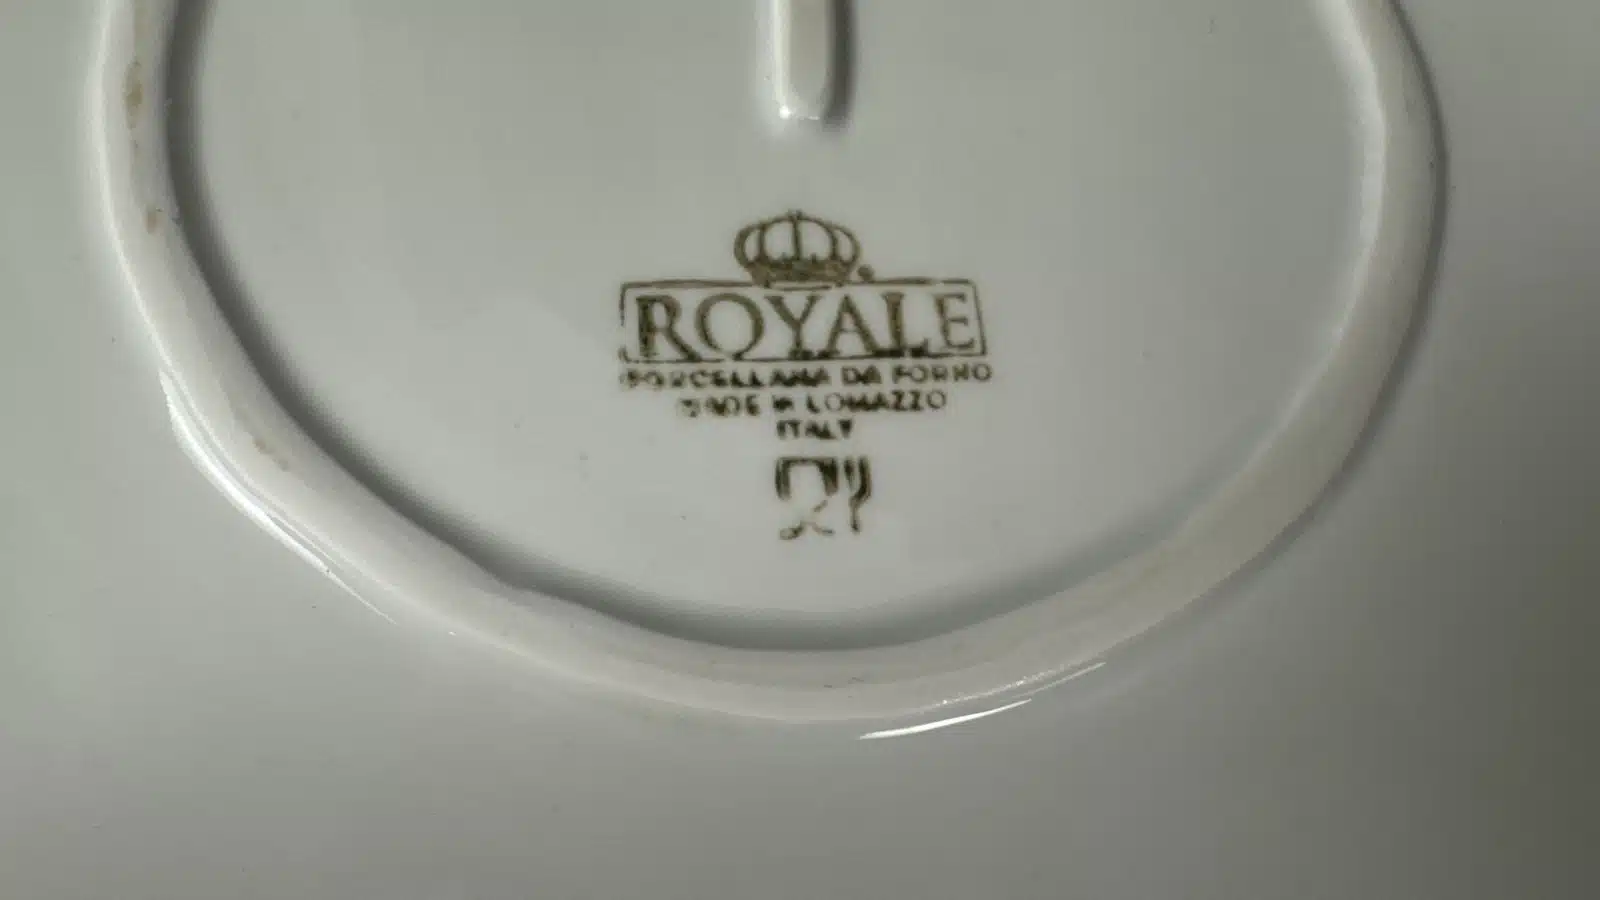 ROYALE
PORCELLANA DA FORNO
MADE IN LOMAZZO
ITALY